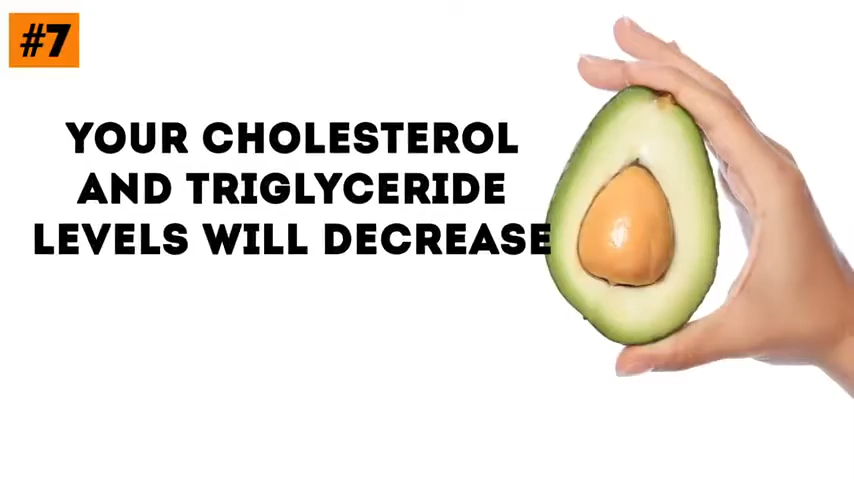 #7
YOUR CHOLESTEROL
AND TRIGLYCERIDE
LEVELS WILL DECREASE